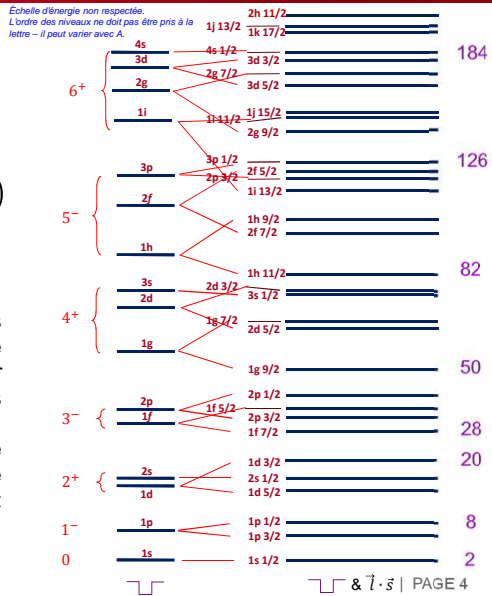 Échelle d'énergie non respectée.
L'ordre des niveaux ne doit pas être pris à la
lettre – il peut varier avec A.
2h 11/2
1j 13/2
1k 17/2
4s
4s 1/2
184
3d
3d 3/2
2g 7/2
6⁺
2g
3d 5/2
1i
1i 11/2
1j 15/2
2g 9/2
3p 1/2
126
3p
2f 5/2
2p 3/2
1i 13/2
)
5⁻
2f
1h 9/2
2f 7/2
1h
1h 11/2
82
3s
2d 3/2
3s 1/2
2d
4⁺
1g 7/2
2d 5/2
1g
1g 9/2
50
2p
2p 1/2
1f 5/2
3⁻
1f
2p 3/2
1f 7/2
28
1d 3/2
20
2s
2⁺
2s 1/2
1d
1d 5/2
1⁻
1p
1p 1/2
8
1p 3/2
0
1s
1s 1/2
2
& l⃗ · s⃗ | PAGE 4